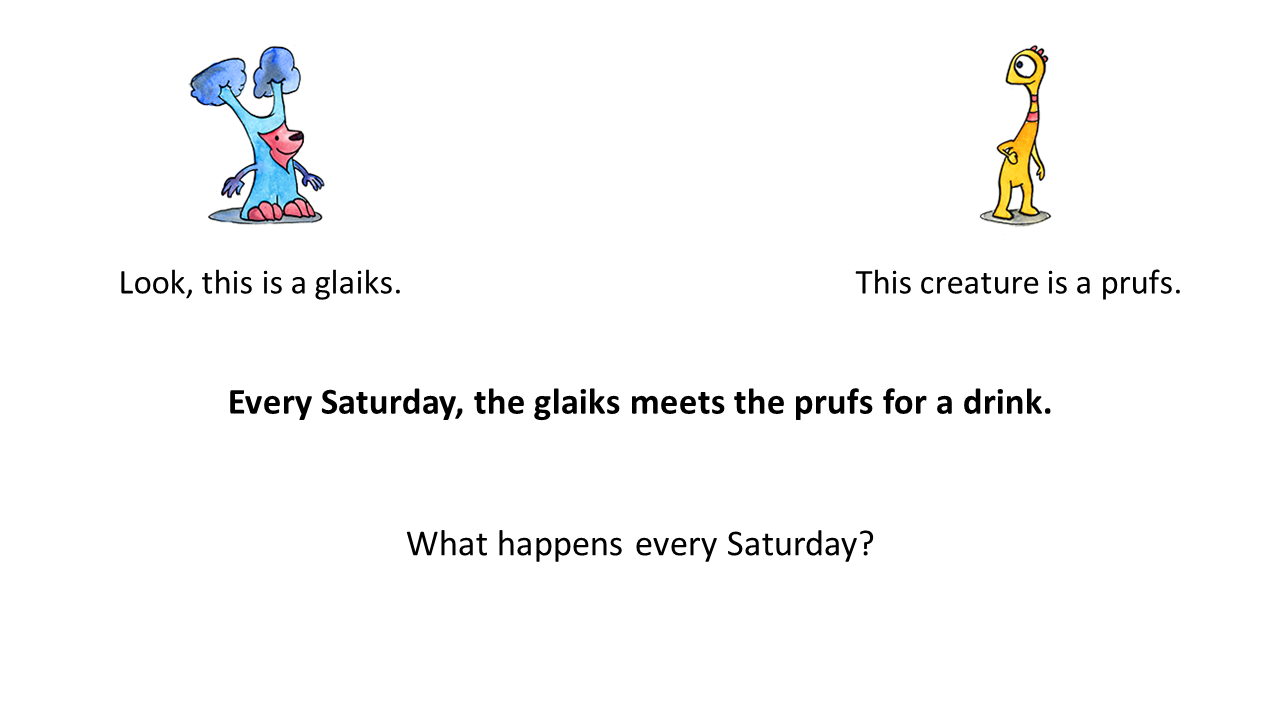 Look, this is a glaiks.
This creature is a prufs.
Every Saturday, the glaiks meets the prufs for a drink.
What happens every Saturday?